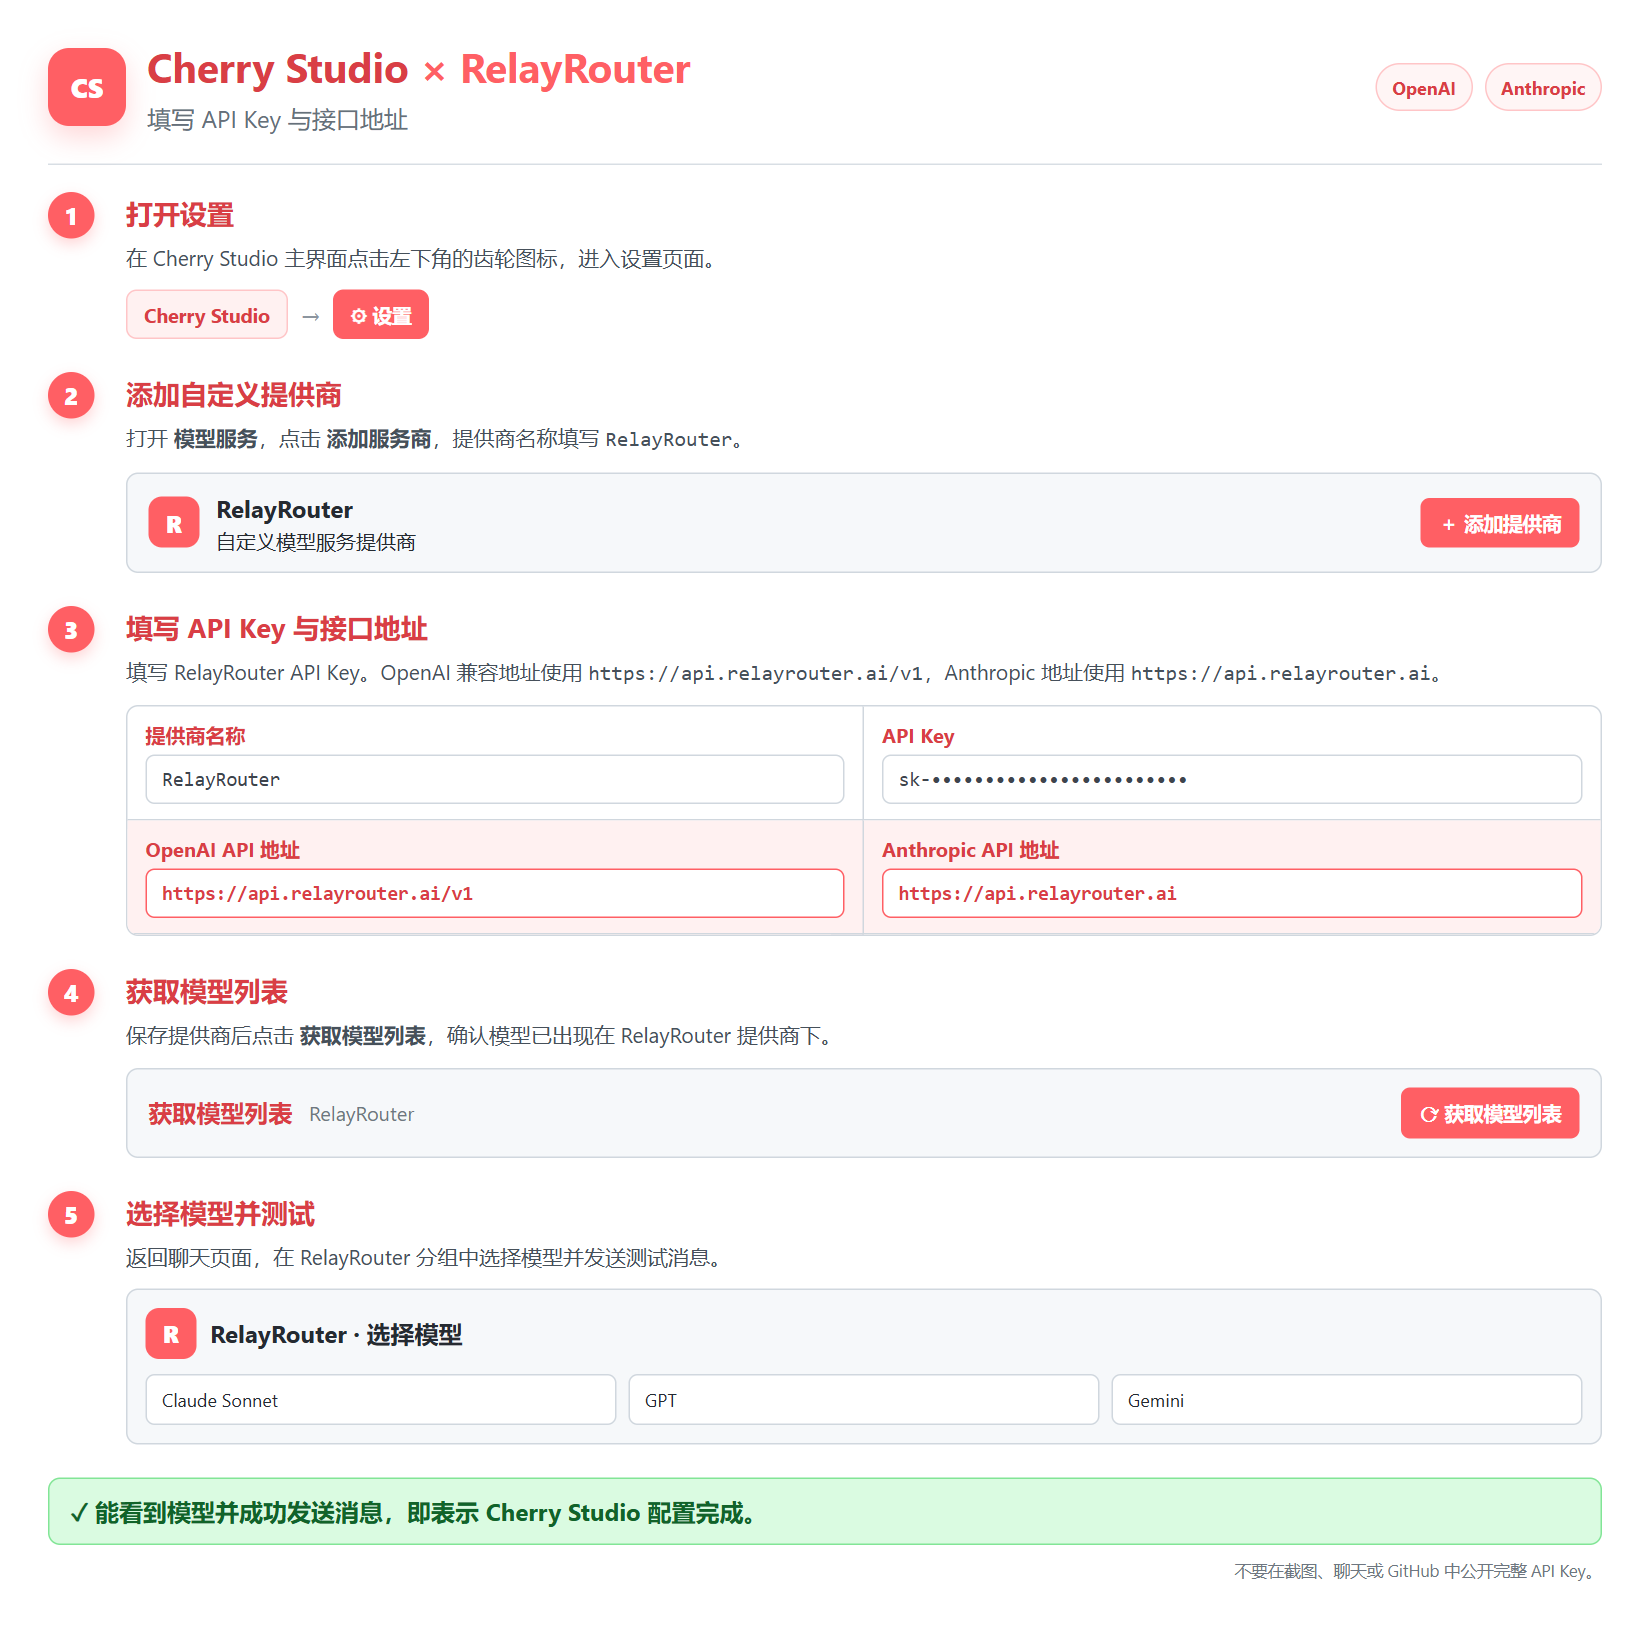 CS
Cherry Studio × RelayRouter
填写 API Key 与接口地址
OpenAI
Anthropic
1
打开设置
在 Cherry Studio 主界面点击左下角的齿轮图标，进入设置页面。
Cherry Studio → ⚙ 设置
2
添加自定义提供商
打开 模型服务，点击 添加服务商，提供商名称填写 RelayRouter。
R
RelayRouter
自定义模型服务提供商
+ 添加提供商
3
填写 API Key 与接口地址
填写 RelayRouter API Key。OpenAI 兼容地址使用 https://api.relayrouter.ai/v1，Anthropic 地址使用 https://api.relayrouter.ai。
提供商名称
RelayRouter
API Key
sk-••••••••••••••••••••••••
OpenAI API 地址
https://api.relayrouter.ai/v1
Anthropic API 地址
https://api.relayrouter.ai
4
获取模型列表
保存提供商后点击 获取模型列表，确认模型已出现在 RelayRouter 提供商下。
获取模型列表 RelayRouter
⟳ 获取模型列表
5
选择模型并测试
返回聊天页面，在 RelayRouter 分组中选择模型并发送测试消息。
R
RelayRouter · 选择模型
Claude Sonnet
GPT
Gemini
✓ 能看到模型并成功发送消息，即表示 Cherry Studio 配置完成。
不要在截图、聊天或 GitHub 中公开完整 API Key。